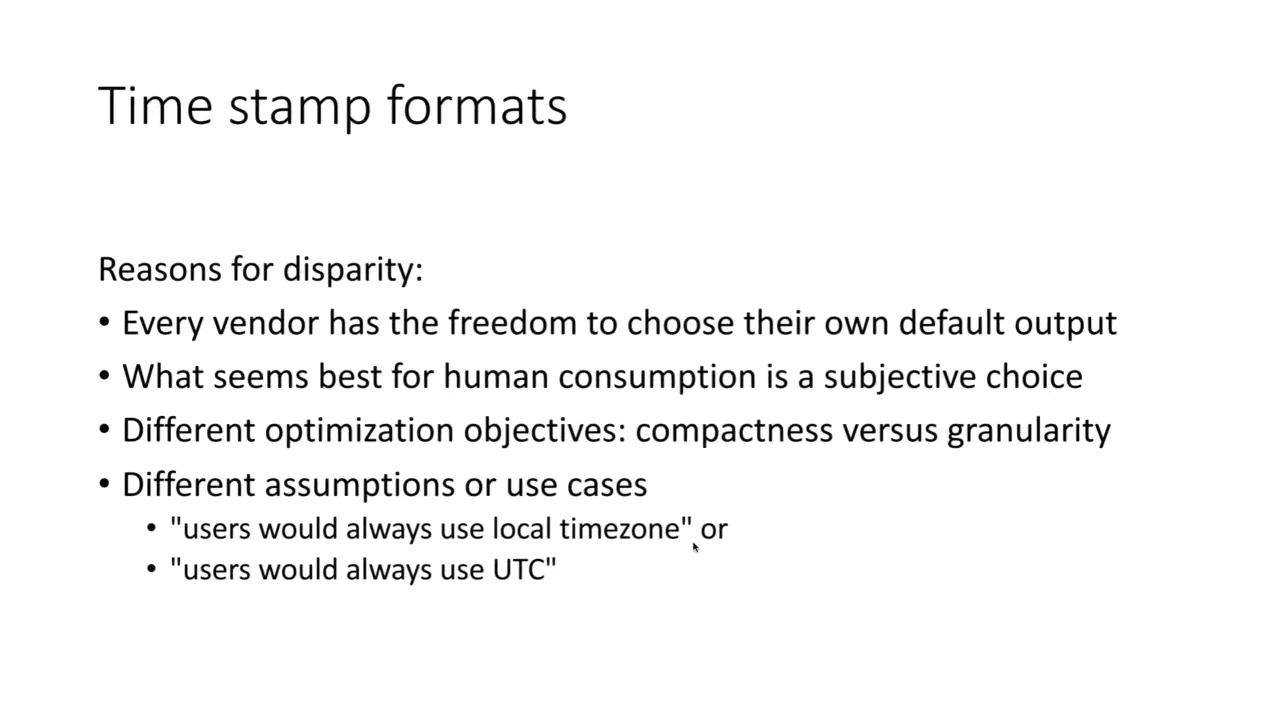 Time stamp formats
Reasons for disparity:
• Every vendor has the freedom to choose their own default output
• What seems best for human consumption is a subjective choice
• Different optimization objectives: compactness versus granularity
• Different assumptions or use cases
• "users would always use local timezone" or
• "users would always use UTC"